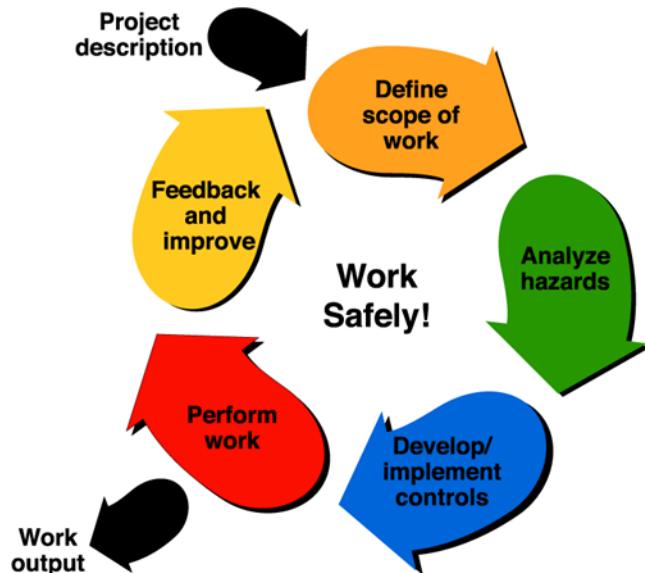 Project
description
Define
scope of
work
Analyze
hazards
Develop/
implement
controls
Perform
work
Work
output
Feedback
and
improve
Work
Safely!